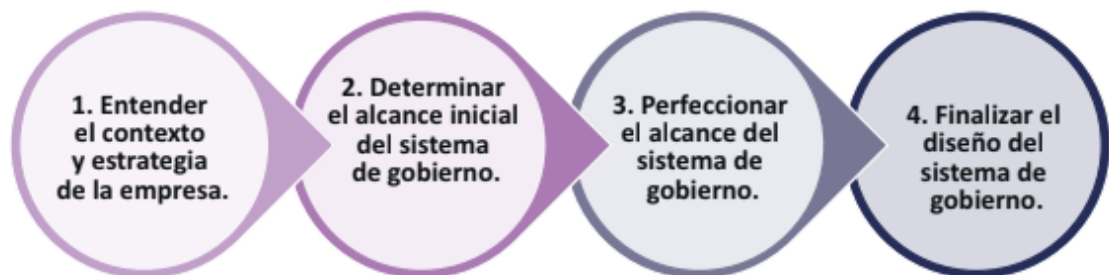 1. Entender
el contexto
y estrategia
de la empresa.
2. Determinar
el alcance inicial
del sistema
de gobierno.
3. Perfeccionar
el alcance del
sistema de
gobierno.
4. Finalizar el
diseño del
sistema de
gobierno.